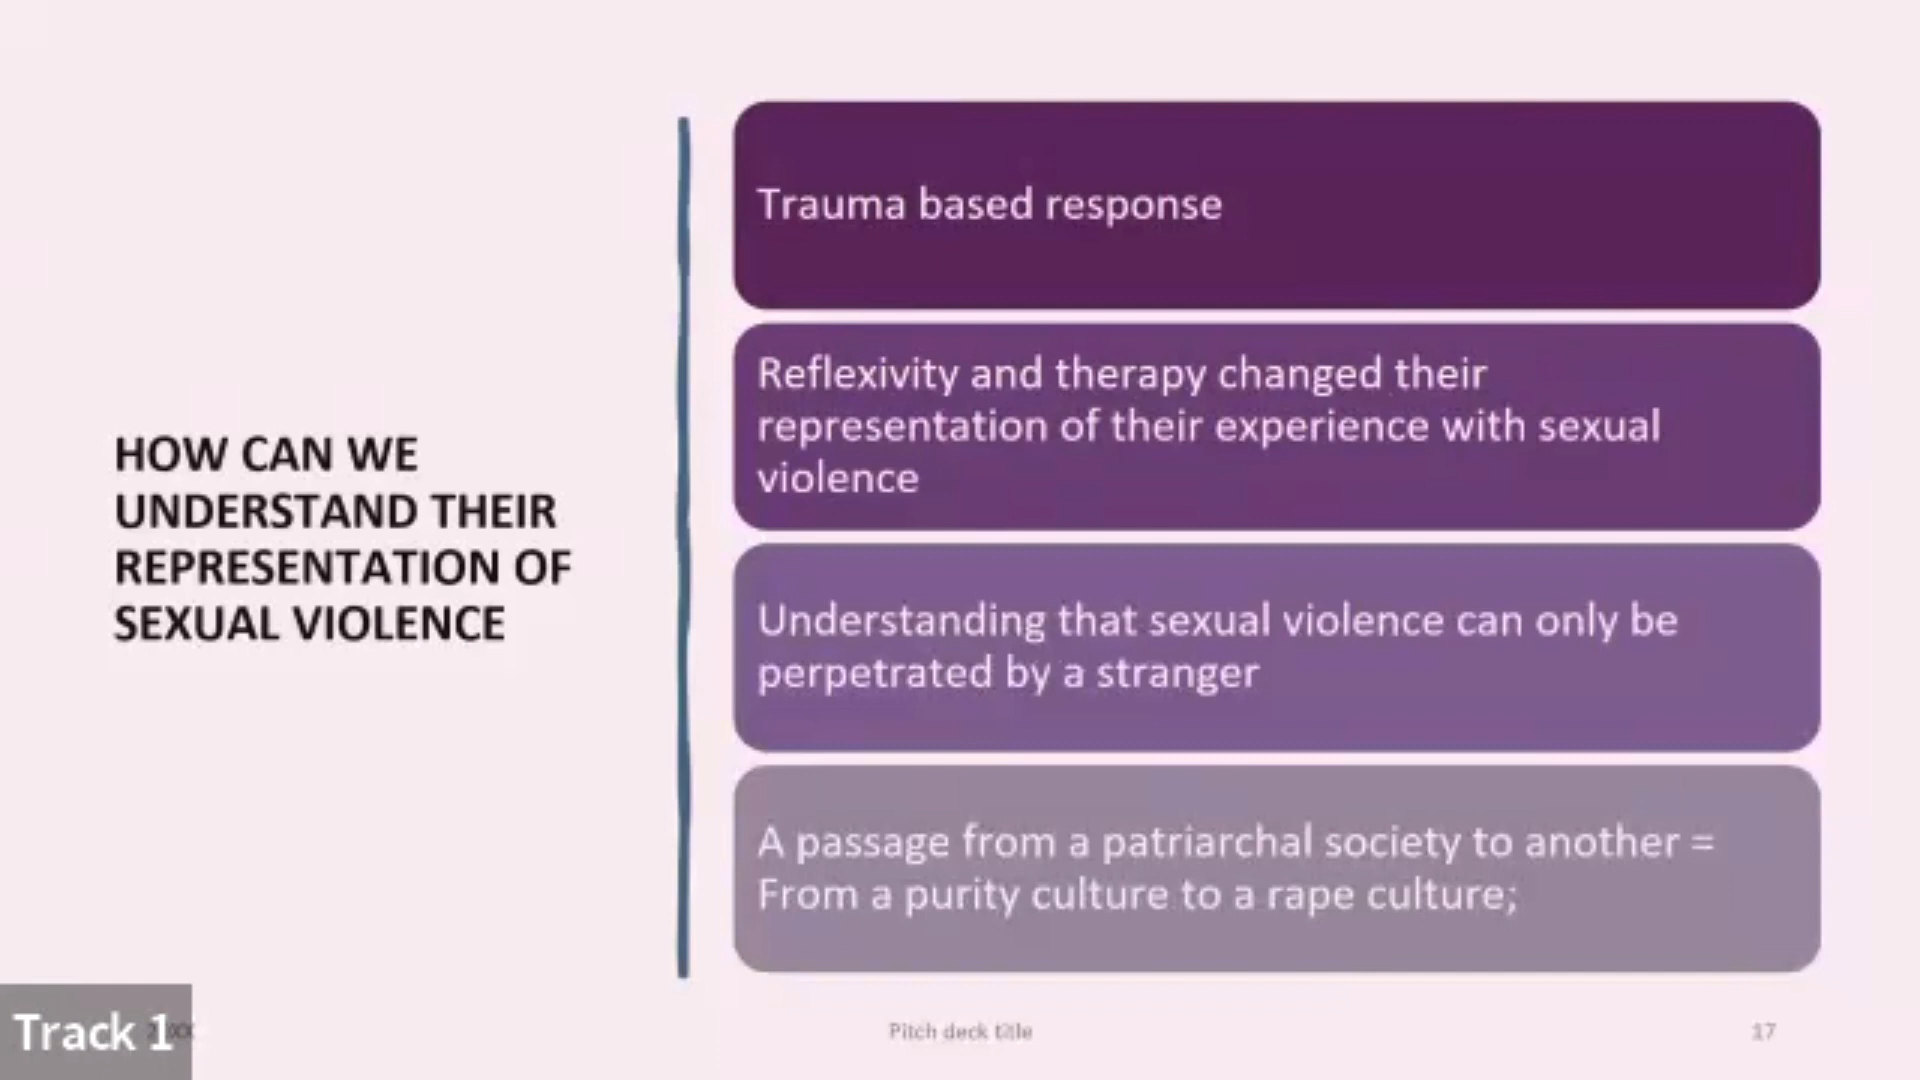 HOW CAN WE
UNDERSTAND THEIR
REPRESENTATION OF
SEXUAL VIOLENCE
Trauma based response
Reflexivity and therapy changed their
representation of their experience with sexual
violence
Understanding that sexual violence can only be
perpetrated by a stranger
A passage from a patriarchal society to another =
From a purity culture to a rape culture;
Track 1
Pitch deck title
17